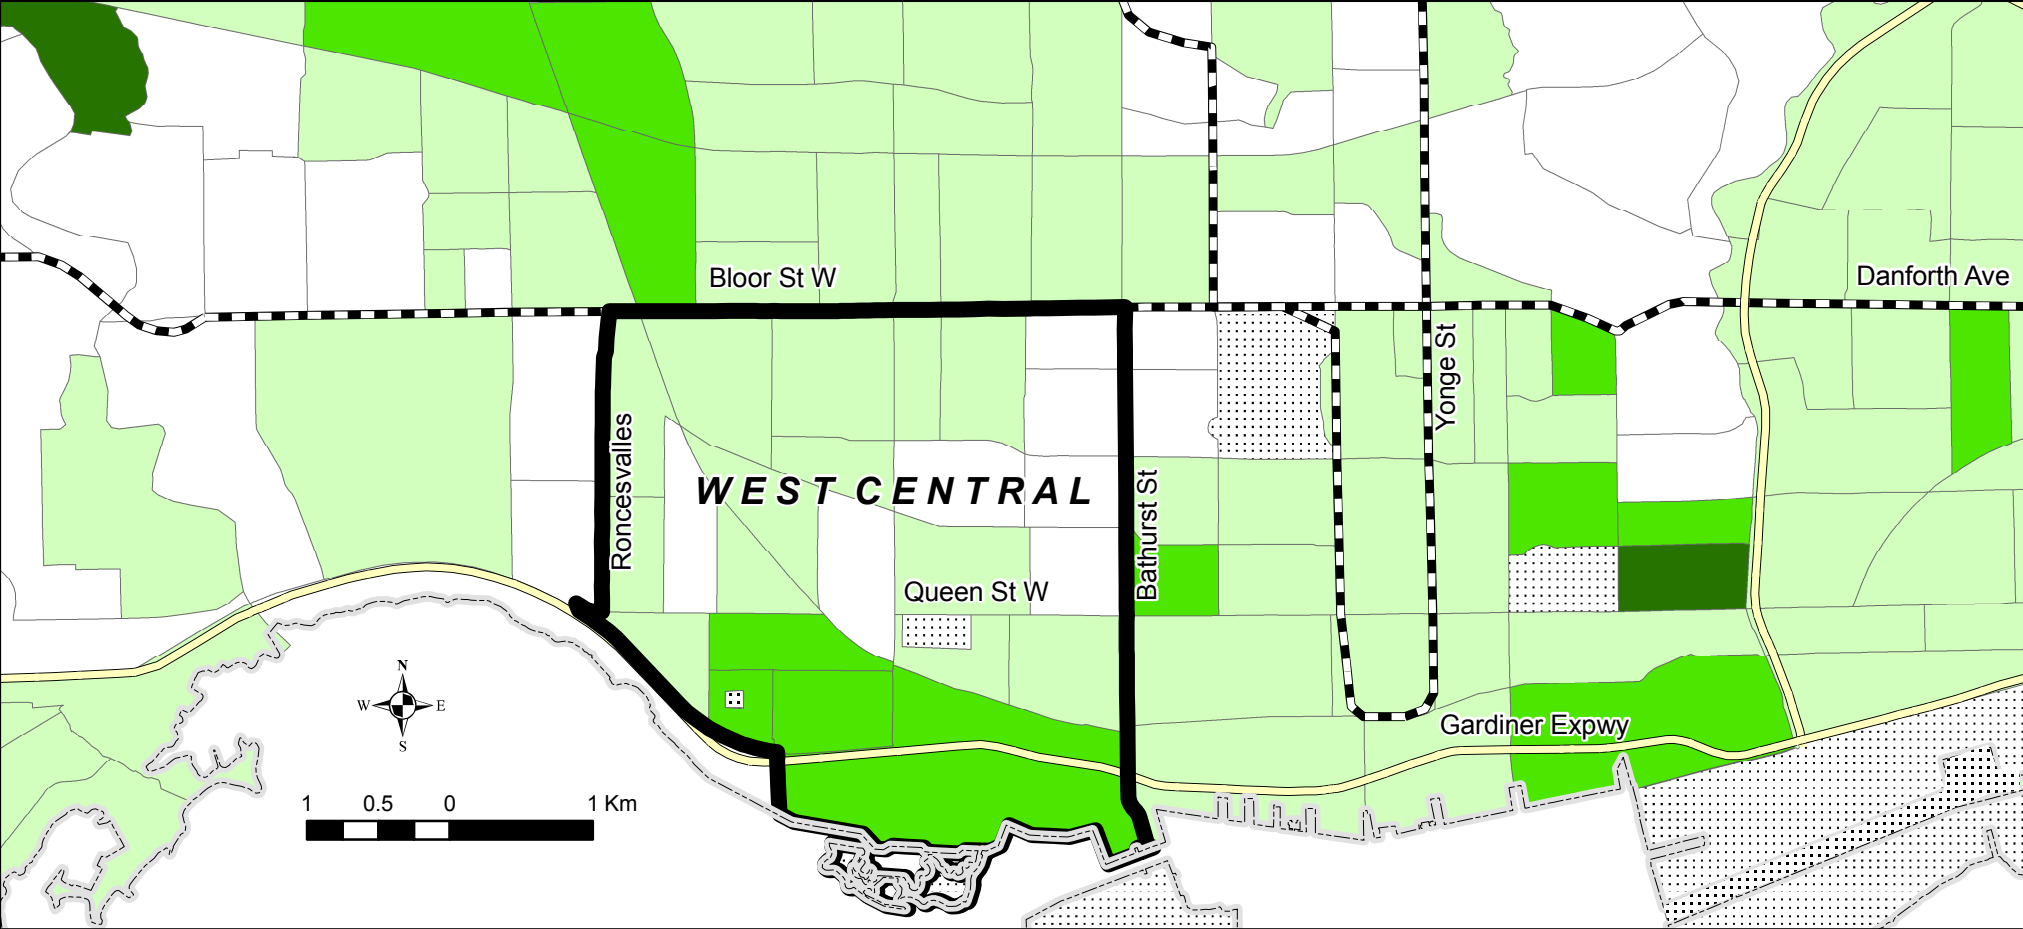 Bloor St W
Danforth Ave
Yonge St
Roncesvalles
WEST CENTRAL
Bathurst St
Queen St W
N
W E
S
Gardiner Expwy
1 0.5 0 1 Km